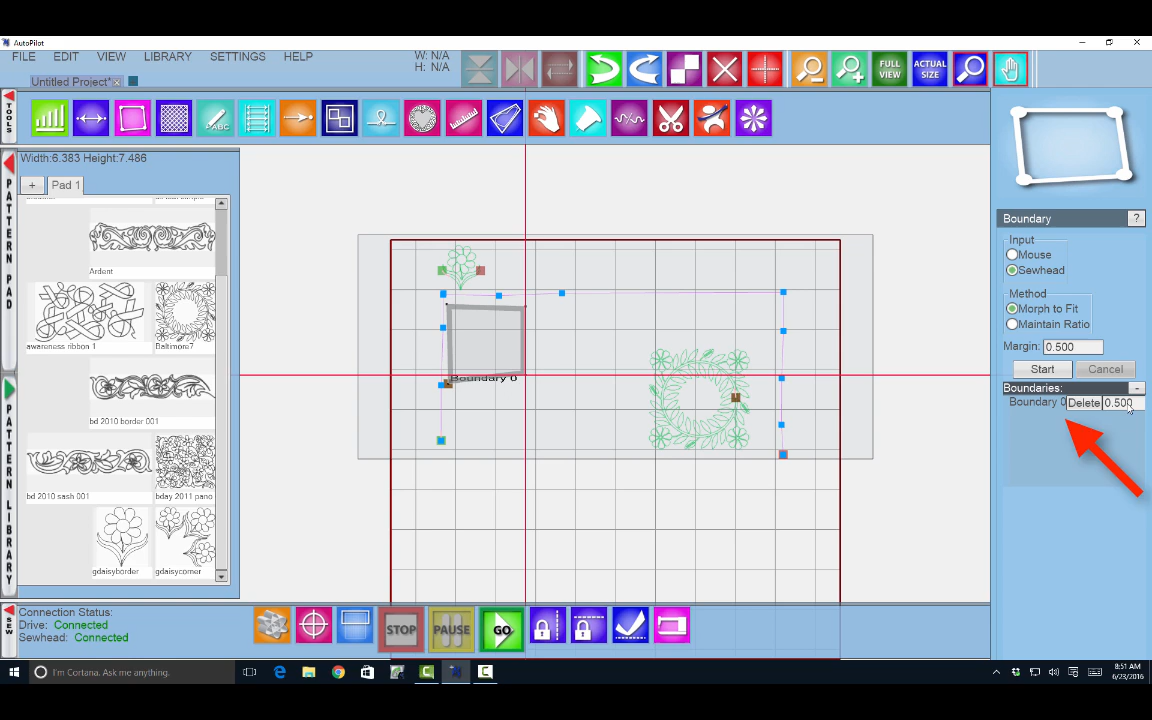 AutoPilot
FILE EDIT VIEW LIBRARY SETTINGS HELP
W: N/A
H: N/A
FULL VIEW
ACTUAL SIZE
Untitled Project*
TOOLS
ABC
Width:6.383 Height:7.486
+ Pad 1
PATTERN PAD
Ardent
awareness ribbon 1
Baltimore7
bd 2010 border 001
bd 2010 sash 001
bday 2011 pano
gdaisyborder
gdaisycorner
LIBRARY
Boundary 0
Boundary ?
Input
Mouse
Sewhead
Method
Morph to Fit
Maintain Ratio
Margin: 0.500
Start Cancel
Boundaries: -
Boundary 0 Delete 0.500
SEW
Connection Status:
Drive: Connected
Sewhead: Connected
STOP PAUSE GO
I'm Cortana. Ask me anything.
8:51 AM
6/23/2016